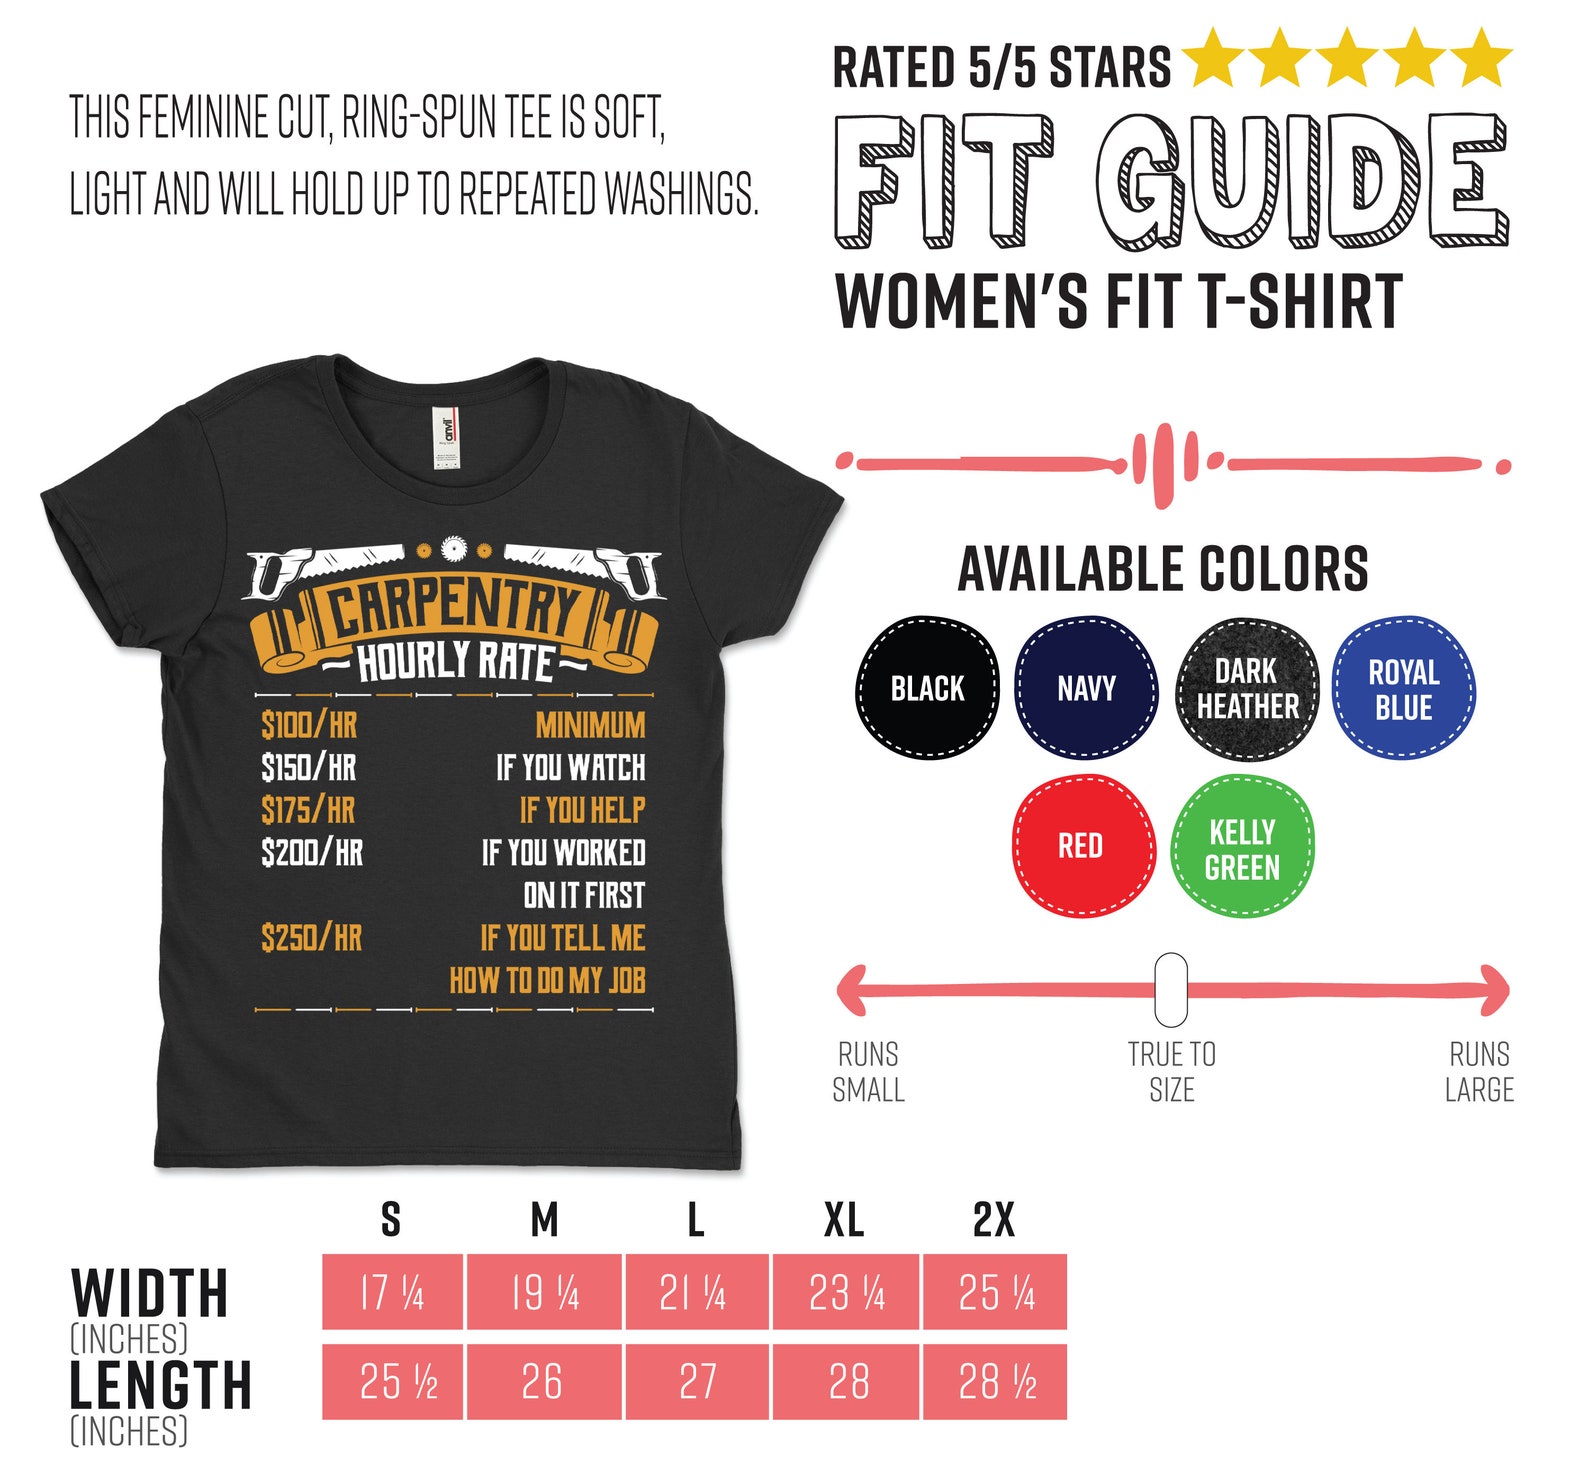 RATED 5/5 STARS
FIT GUIDE
WOMEN'S FIT T-SHIRT
THIS FEMININE CUT, RING-SPUN TEE IS SOFT,
LIGHT AND WILL HOLD UP TO REPEATED WASHINGS.
anvil
CARPENTRY
~HOURLY RATE~
$100/HR MINIMUM
$150/HR IF YOU WATCH
$175/HR IF YOU HELP
$200/HR IF YOU WORKED
ON IT FIRST
$250/HR IF YOU TELL ME
HOW TO DO MY JOB
AVAILABLE COLORS
BLACK
NAVY
DARK
HEATHER
ROYAL
BLUE
RED
KELLY
GREEN
RUNS
SMALL
TRUE TO
SIZE
RUNS
LARGE
S M L XL 2X
WIDTH 17 ¼ 19 ¼ 21 ¼ 23 ¼ 25 ¼
(INCHES)
LENGTH 25 ½ 26 27 28 28 ½
(INCHES)